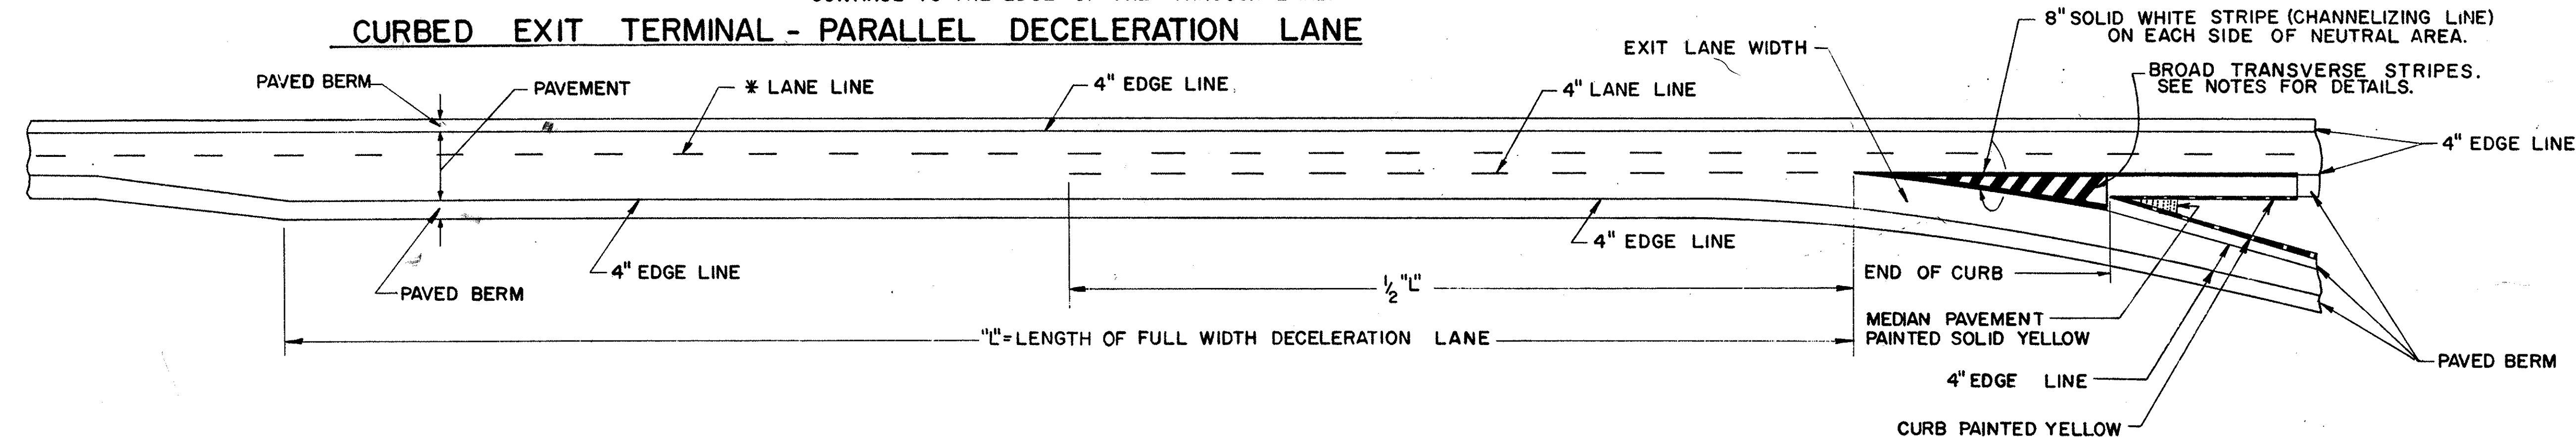 CURBED EXIT TERMINAL - PARALLEL DECELERATION LANE
8" SOLID WHITE STRIPE (CHANNELIZING LINE)
ON EACH SIDE OF NEUTRAL AREA.
EXIT LANE WIDTH
BROAD TRANSVERSE STRIPES.
SEE NOTES FOR DETAILS.
PAVED BERM
PAVEMENT
* LANE LINE
4" EDGE LINE
4" LANE LINE
4" EDGE LINE
4" EDGE LINE
4" EDGE LINE
PAVED BERM
END OF CURB
1/2 "L"
MEDIAN PAVEMENT
PAINTED SOLID YELLOW
"L"=LENGTH OF FULL WIDTH DECELERATION LANE
PAVED BERM
4" EDGE LINE
CURB PAINTED YELLOW